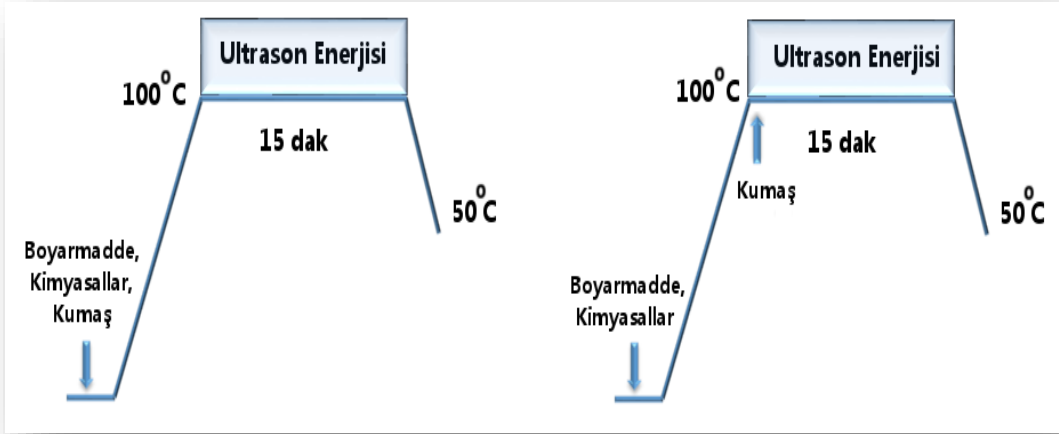 Ultrason Enerjisi
100°C
15 dak
50°C
Boyarmadde,
Kimyasallar,
Kumaş
Ultrason Enerjisi
100°C
15 dak
Kumaş
50°C
Boyarmadde,
Kimyasallar